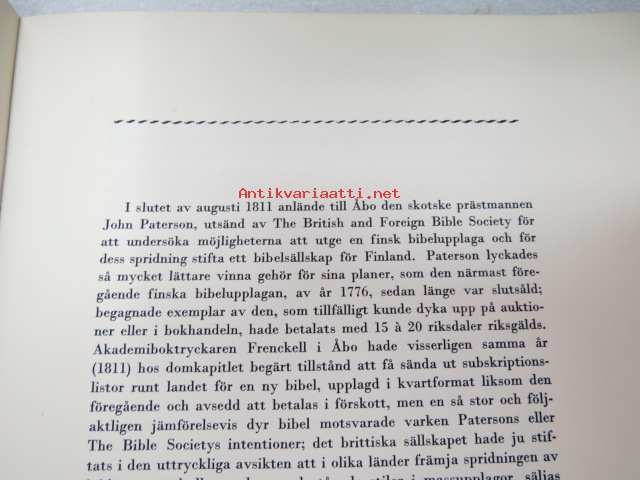 Antikvariaatti.net
I slutet av augusti 1811 anlände till Åbo den skotske prästmannen
John Paterson, utsänd av The British and Foreign Bible Society för
att undersöka möjligheterna att utge en finsk bibelupplaga och för
dess spridning stifta ett bibelsällskap för Finland. Paterson lyckades
så mycket lättare vinna gehör för sina planer, som den närmast före-
gående finska bibelupplagan, av år 1776, sedan länge var slutsåld;
begagnade exemplar av den, som tillfälligt kunde dyka upp på auktio-
ner eller i bokhandeln, hade betalats med 15 à 20 riksdaler riksgälds.
Akademiboktryckaren Frenckell i Åbo hade visserligen samma år
(1811) hos domkapitlet begärt tillstånd att få sända ut subskriptions-
listor runt landet för en ny bibel, upplagd i kvartformat liksom den
föregående och avsedd att betalas i förskott, men en så stor och följ-
aktligen jämförelsevis dyr bibel motsvarade varken Patersons eller
The Bible Societys intentioner; det brittiska sällskapet hade ju stif-
tats i den uttryckliga avsikten att i olika länder främja spridningen av
i massupplagor, säljas